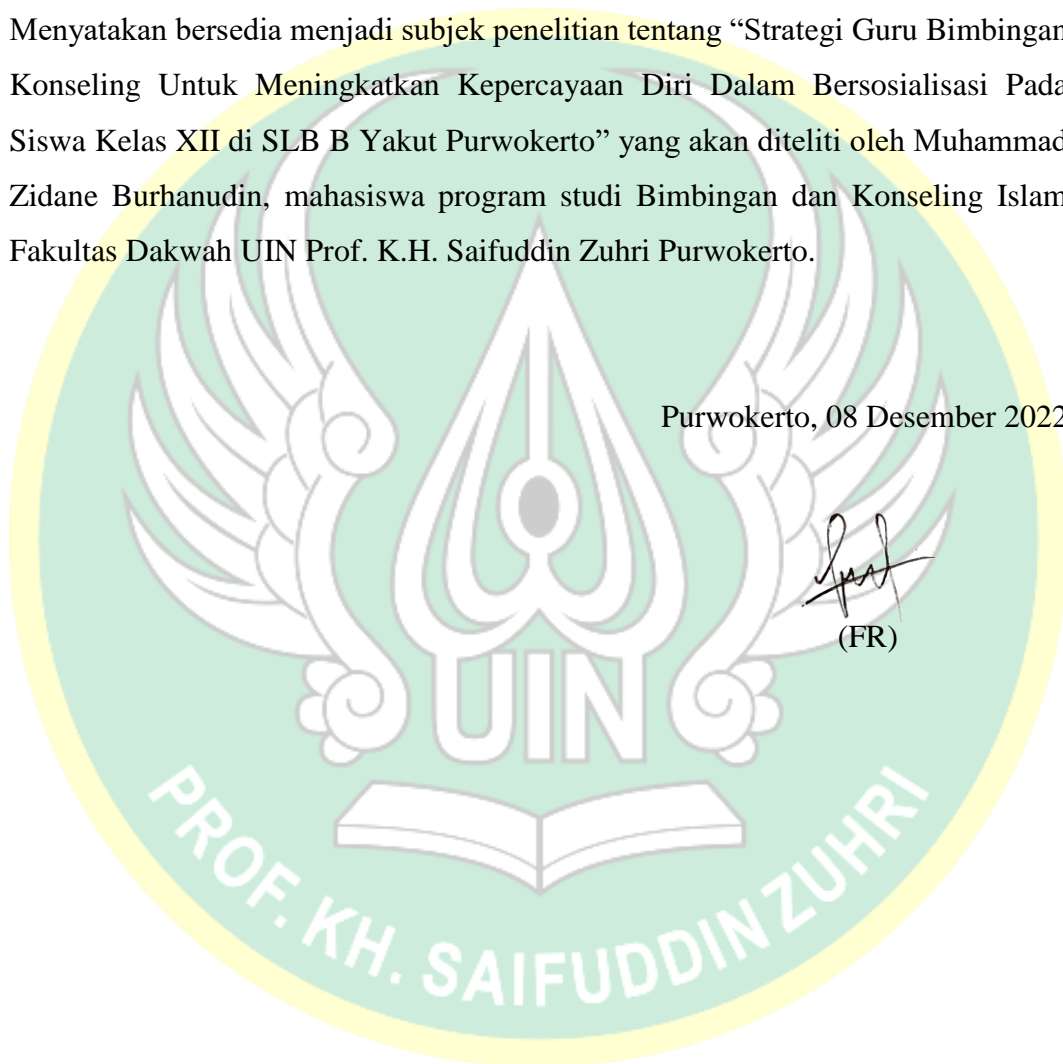 Menyatakan bersedia menjadi subjek penelitian tentang “Strategi Guru Bimbingan
Konseling Untuk Meningkatkan Kepercayaan Diri Dalam Bersosialisasi Pada
Siswa Kelas XII di SLB B Yakut Purwokerto” yang akan diteliti oleh Muhammad
Zidane Burhanudin, mahasiswa program studi Bimbingan dan Konseling Islam
Fakultas Dakwah UIN Prof. K.H. Saifuddin Zuhri Purwokerto.
Purwokerto, 08 Desember 2022
(FR)
UIN
PROF. KH. SAIFUDDIN ZUHRI